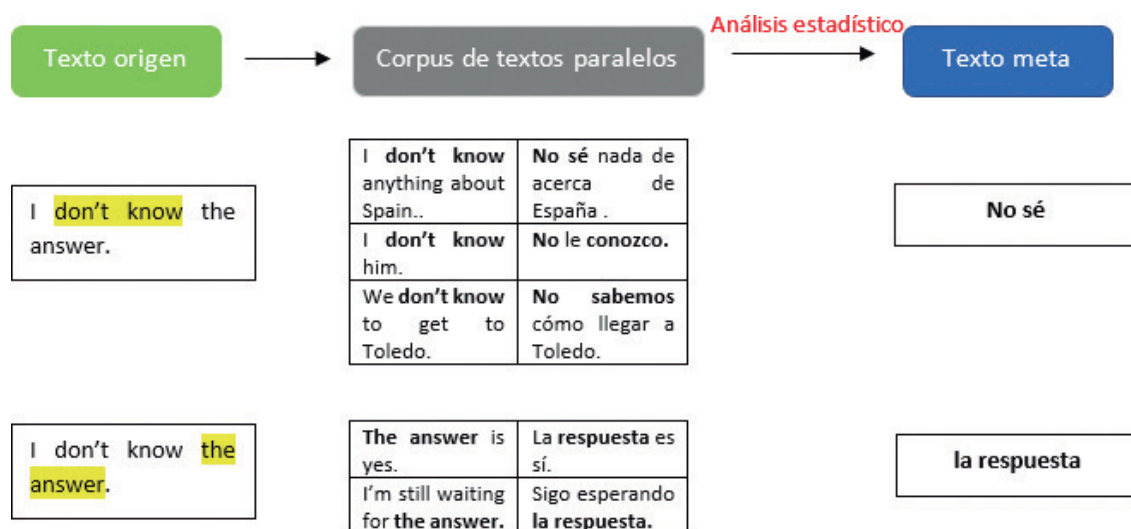 Análisis estadístico
Texto origen
Corpus de textos paralelos
Texto meta
I don't know the
answer.
I don't know
anything about
Spain..
No sé nada de
acerca de
España .
I don't know
him.
No le conozco.
We don't know
to get to
Toledo.
No sabemos
cómo llegar a
Toledo.
No sé
I don't know the
answer.
The answer is
yes.
La respuesta es
sí.
I'm still waiting
for the answer.
Sigo esperando
la respuesta.
la respuesta